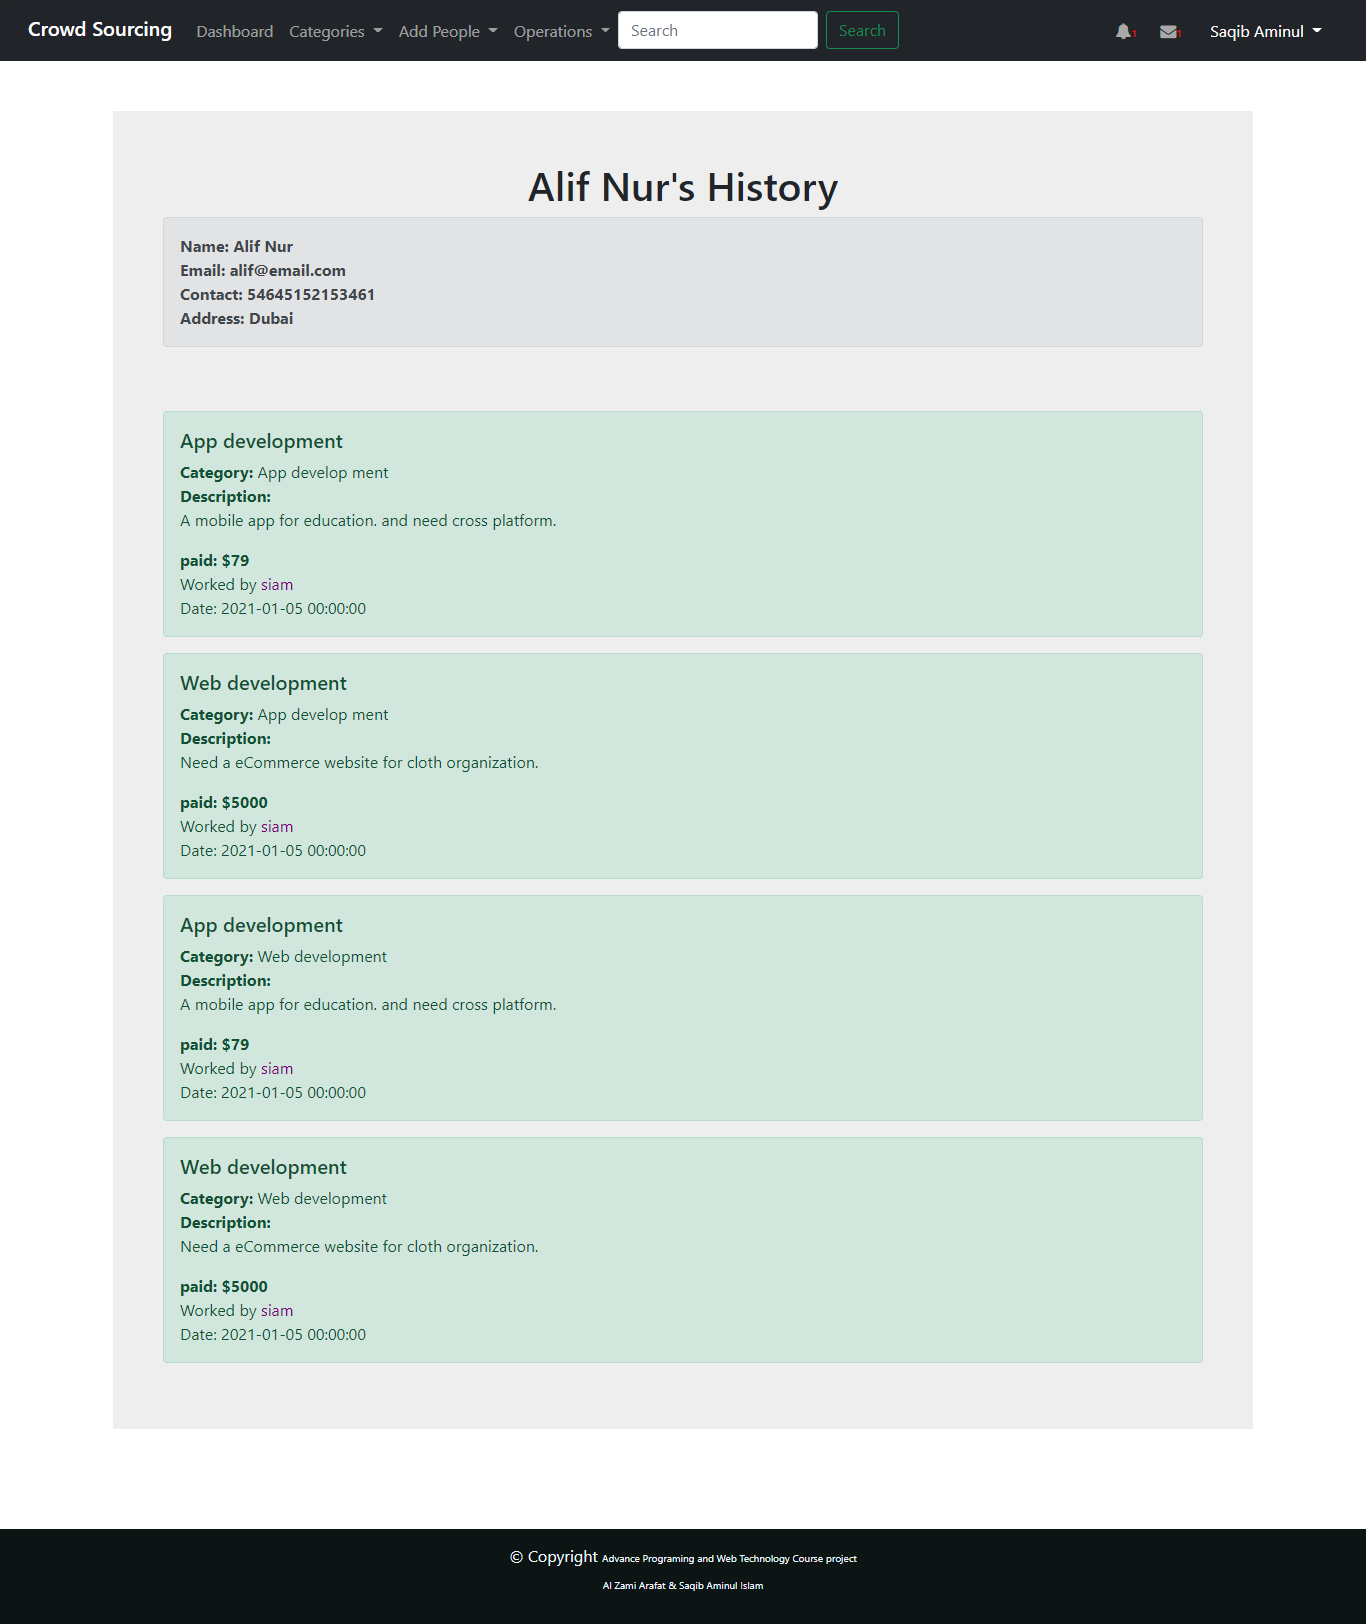 Crowd Sourcing Dashboard Categories Add People Operations Search Search 1 1 Saqib Aminul
Alif Nur's History
Name: Alif Nur
Email: alif@email.com
Contact: 54645152153461
Address: Dubai
App development
Category: App develop ment
Description:
A mobile app for education. and need cross platform.
paid: $79
Worked by siam
Date: 2021-01-05 00:00:00
Web development
Category: App develop ment
Description:
Need a eCommerce website for cloth organization.
paid: $5000
Worked by siam
Date: 2021-01-05 00:00:00
App development
Category: Web development
Description:
A mobile app for education. and need cross platform.
paid: $79
Worked by siam
Date: 2021-01-05 00:00:00
Web development
Category: Web development
Description:
Need a eCommerce website for cloth organization.
paid: $5000
Worked by siam
Date: 2021-01-05 00:00:00
© Copyright Advance Programing and Web Technology Course project
Al Zami Arafat & Saqib Aminul Islam